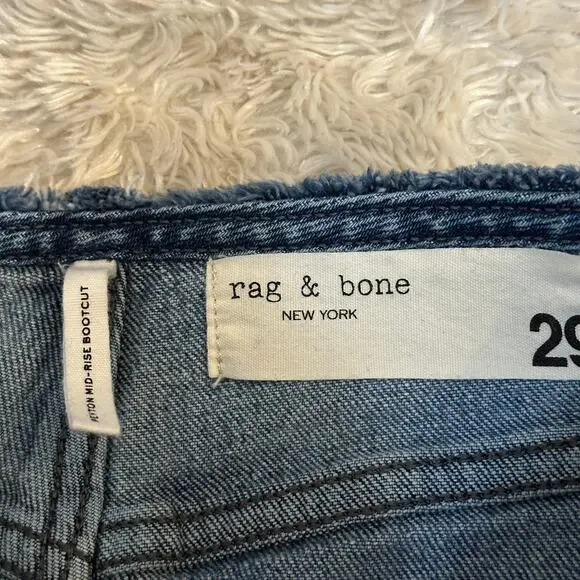 rag & bone
NEW YORK
29
MID-RISE BOOTCUT